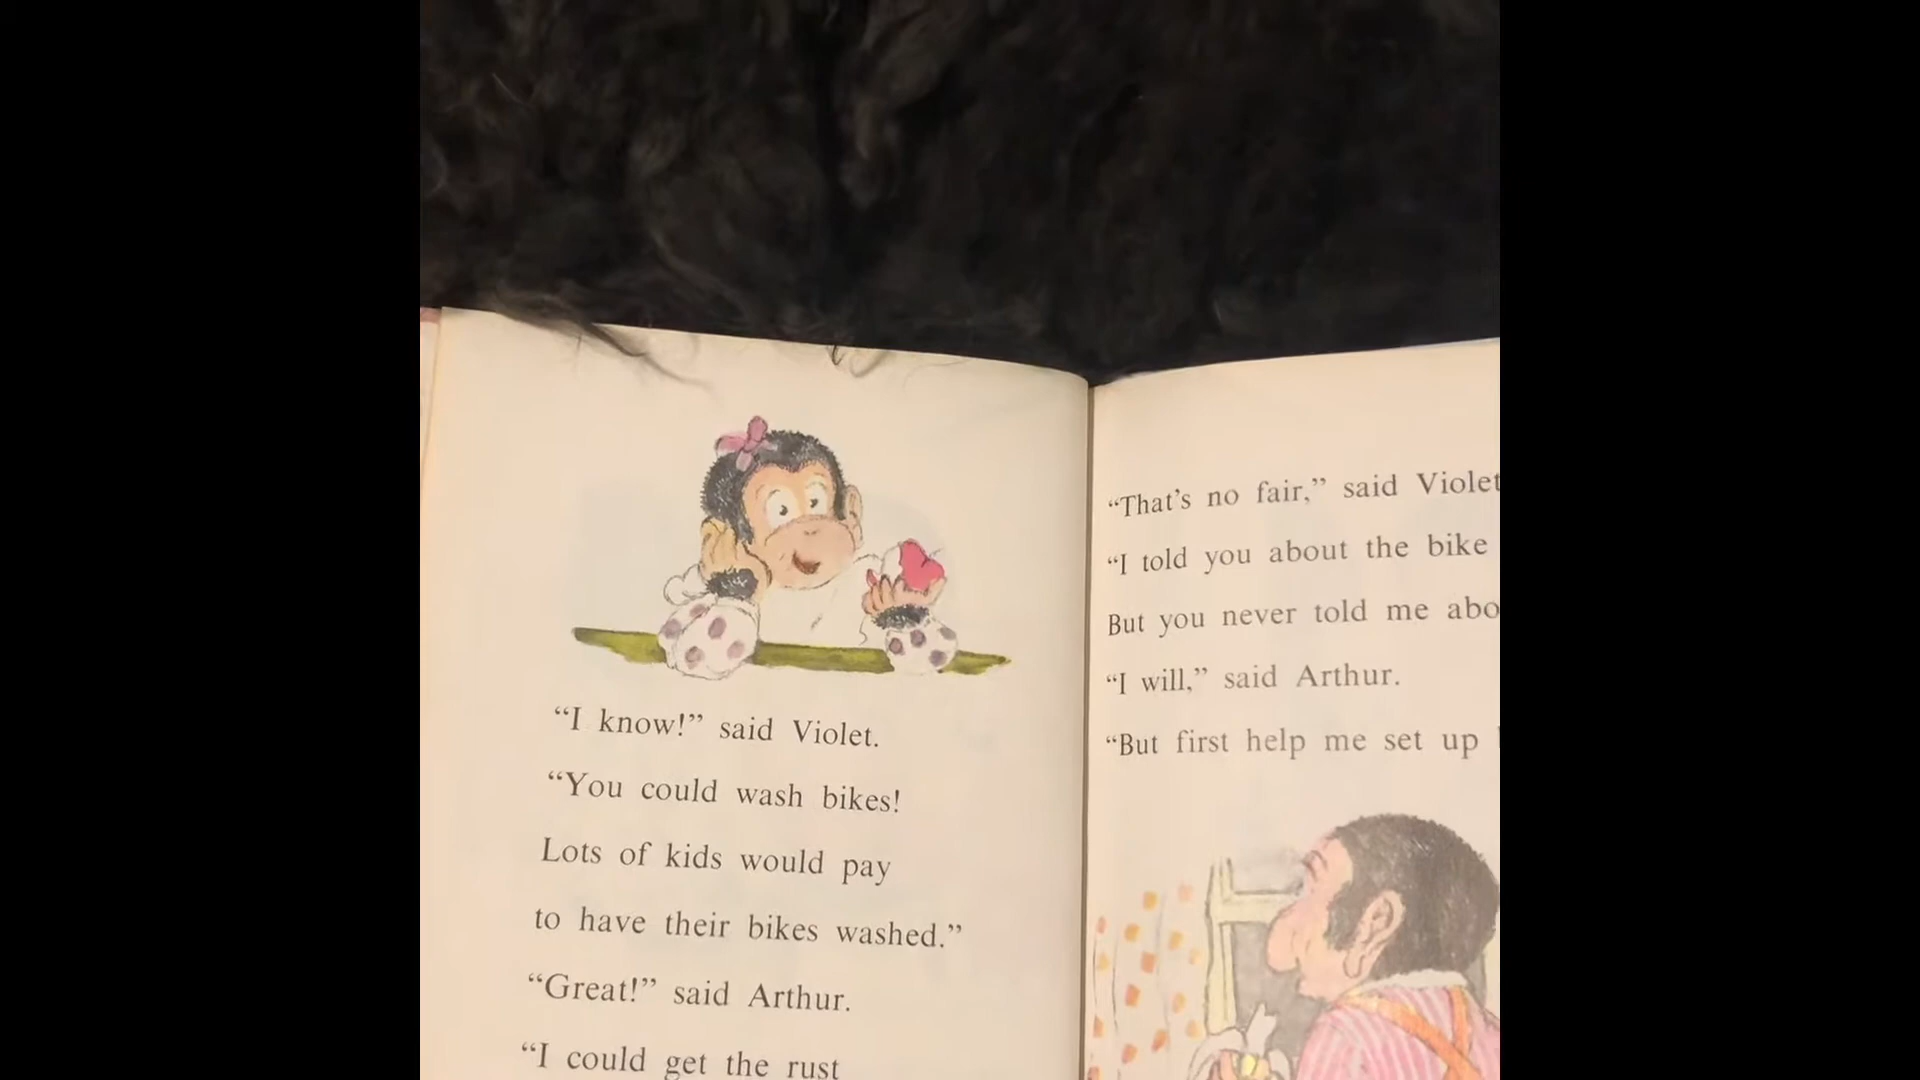 “I know!” said Violet.
“You could wash bikes!
Lots of kids would pay
to have their bikes washed.”
“Great!” said Arthur.
“I could get the rust
“That’s no fair,” said Violet
“I told you about the bike
But you never told me abo
“I will,” said Arthur.
“But first help me set up